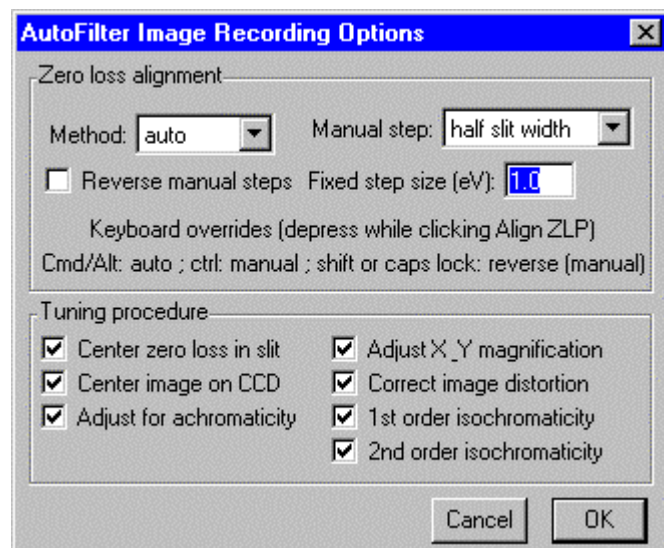 AutoFilter Image Recording Options
Zero loss alignment
Method: auto Manual step: half slit width
Reverse manual steps Fixed step size (eV): 1.0
Keyboard overrides (depress while clicking Align ZLP)
Cmd/Alt: auto ; ctrl: manual ; shift or caps lock: reverse (manual)
Tuning procedure
Center zero loss in slit Adjust X_Y magnification
Center image on CCD Correct image distortion
Adjust for achromaticity 1st order isochromaticity
2nd order isochromaticity
Cancel OK